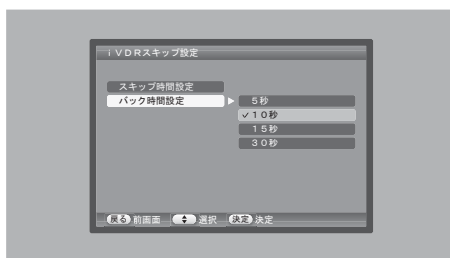 iVDRスキップ設定
スキップ時間設定
バック時間設定 ▶ 5秒
✓10秒
15秒
30秒
戻る 前画面 ◆ 選択 決定 決定